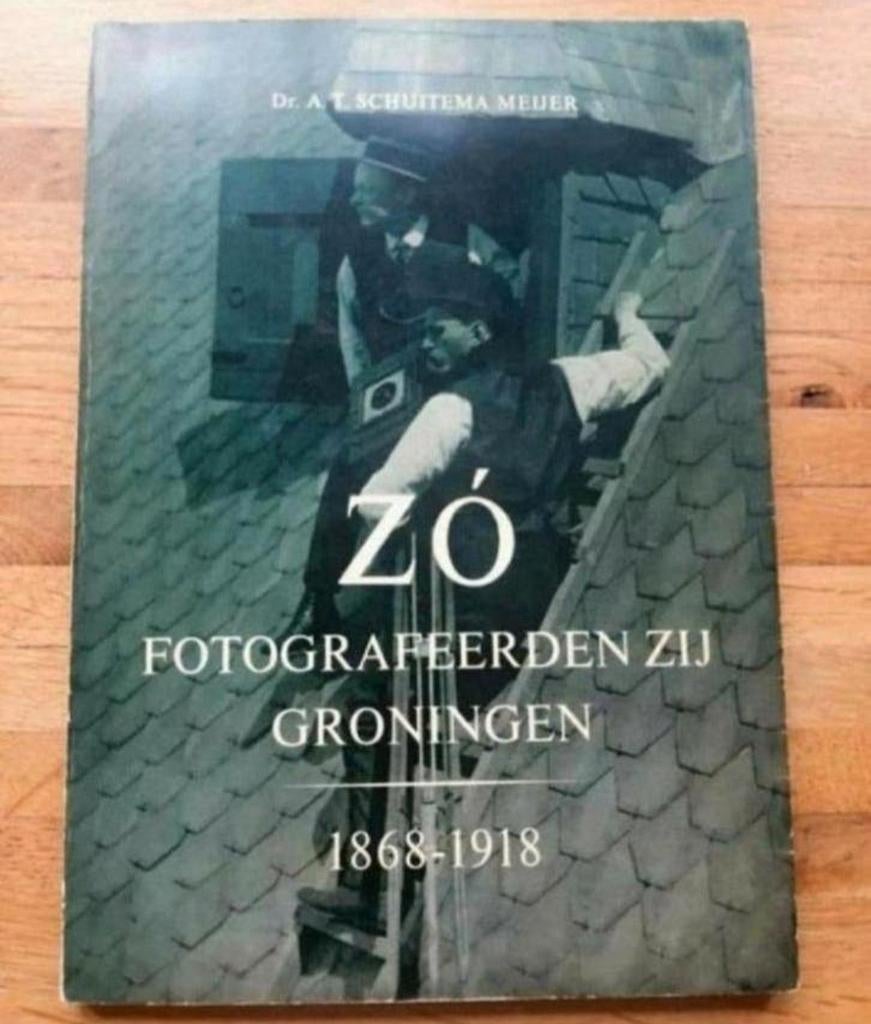 Dr. A. T. SCHUITEMA MEIJER
ZÓ
FOTOGRAFEERDEN ZIJ
GRONINGEN
1868-1918